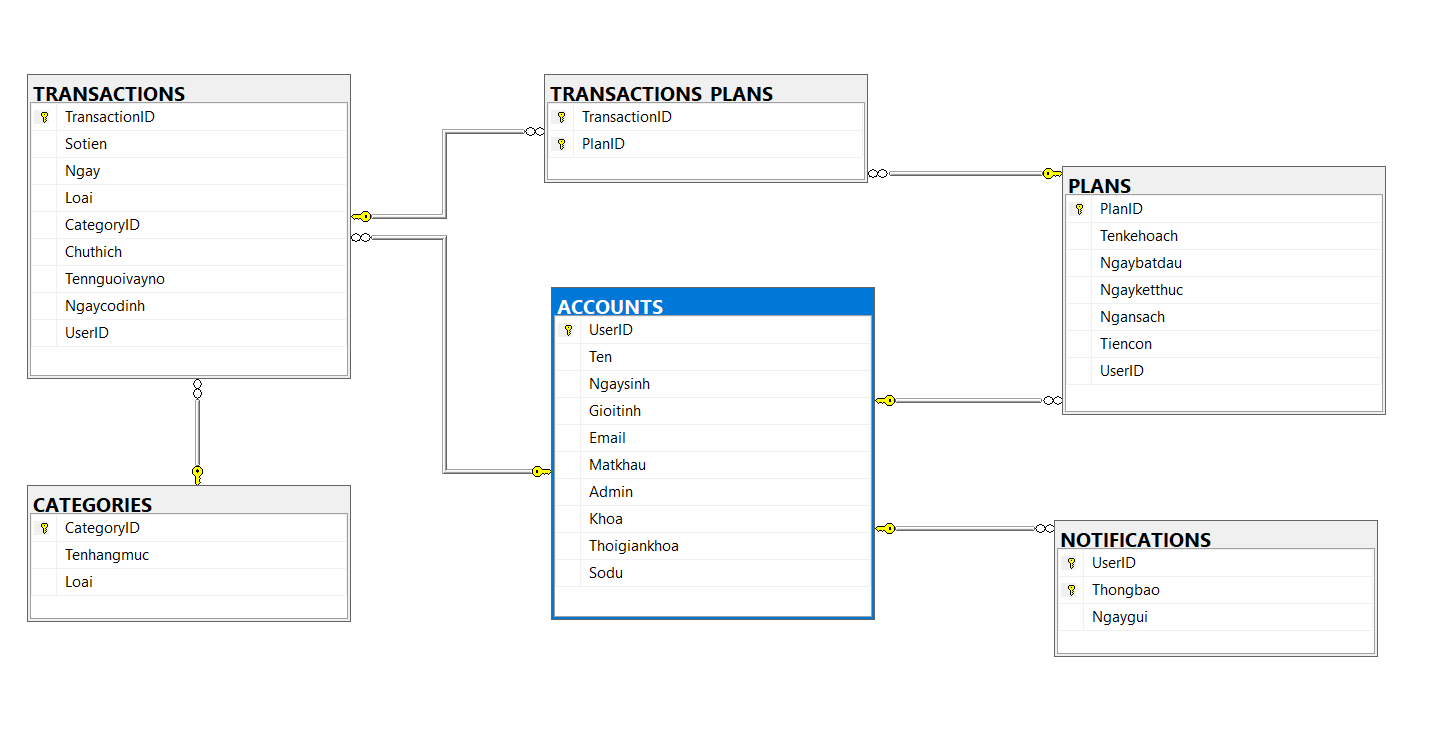 TRANSACTIONS
TransactionID
Sotien
Ngay
Loai
CategoryID
Chuthich
Tennguoivayno
Ngaycodinh
UserID
TRANSACTIONS_PLANS
TransactionID
PlanID
PLANS
PlanID
Tenkehoach
Ngaybatdau
Ngayketthuc
Ngansach
Tiencon
UserID
ACCOUNTS
UserID
Ten
Ngaysinh
Gioitinh
Email
Matkhau
Admin
Khoa
Thoigiankhoa
Sodu
CATEGORIES
CategoryID
Tenhangmuc
Loai
NOTIFICATIONS
UserID
Thongbao
Ngaygui